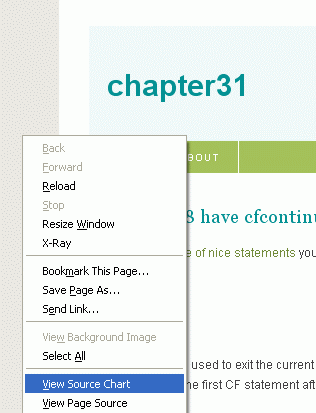 chapter31
BOUT
8 have cfcontinu
e of nice statements you
used to exit the current
he first CF statement aft
Back
Forward
Reload
Stop
Resize Window
X-Ray
Bookmark This Page...
Save Page As...
Send Link...
View Background Image
Select All
View Source Chart
View Page Source